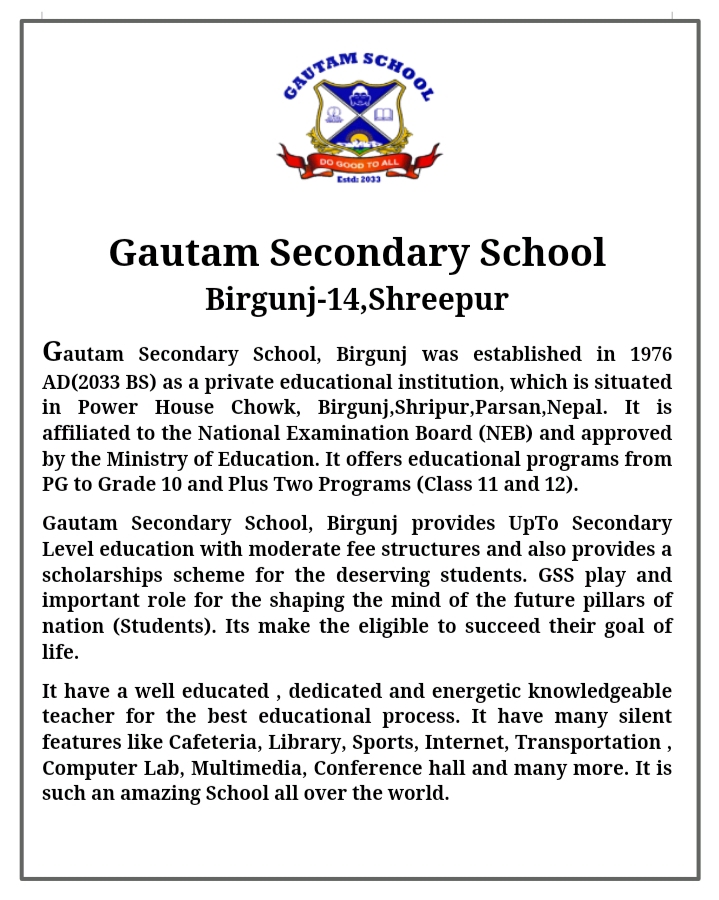 GAUTAM SCHOOL
DO GOOD TO ALL
Estd: 2033
Gautam Secondary School
Birgunj-14,Shreepur
Gautam Secondary School, Birgunj was established in 1976
AD(2033 BS) as a private educational institution, which is situated
in Power House Chowk, Birgunj,Shripur,Parsan,Nepal. It is
affiliated to the National Examination Board (NEB) and approved
by the Ministry of Education. It offers educational programs from
PG to Grade 10 and Plus Two Programs (Class 11 and 12).
Gautam Secondary School, Birgunj provides UpTo Secondary
Level education with moderate fee structures and also provides a
scholarships scheme for the deserving students. GSS play and
important role for the shaping the mind of the future pillars of
nation (Students). Its make the eligible to succeed their goal of
life.
It have a well educated , dedicated and energetic knowledgeable
teacher for the best educational process. It have many silent
features like Cafeteria, Library, Sports, Internet, Transportation ,
Computer Lab, Multimedia, Conference hall and many more. It is
such an amazing School all over the world.